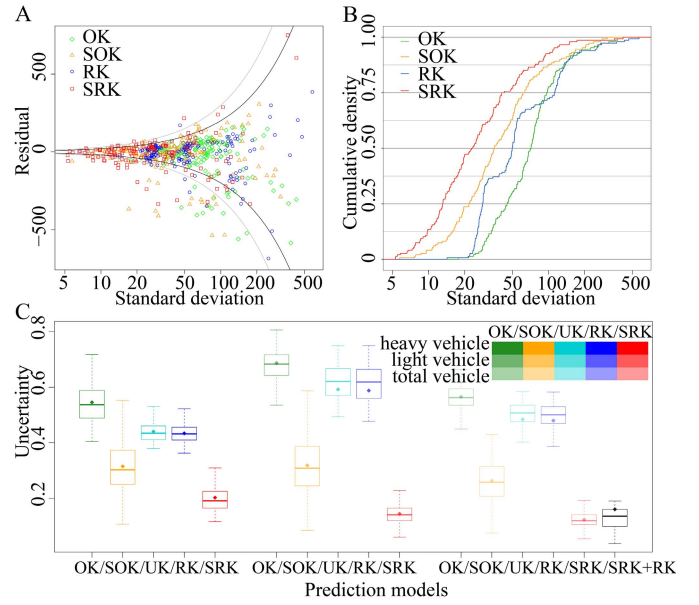 A
OK
SOK
RK
SRK
Residual
500
0
−500
5 10 20 50 100 200 500
Standard deviation
B
OK
SOK
RK
SRK
Cumulative density
1.00
0.75
0.50
0.25
0
5 10 20 50 100 200 500
Standard deviation
C
OK/SOK/UK/RK/SRK
heavy vehicle
light vehicle
total vehicle
Uncertainty
0.8
0.6
0.4
0.2
OK/SOK/UK/RK/SRK OK/SOK/UK/RK/SRK OK/SOK/UK/RK/SRK/SRK+RK
Prediction models